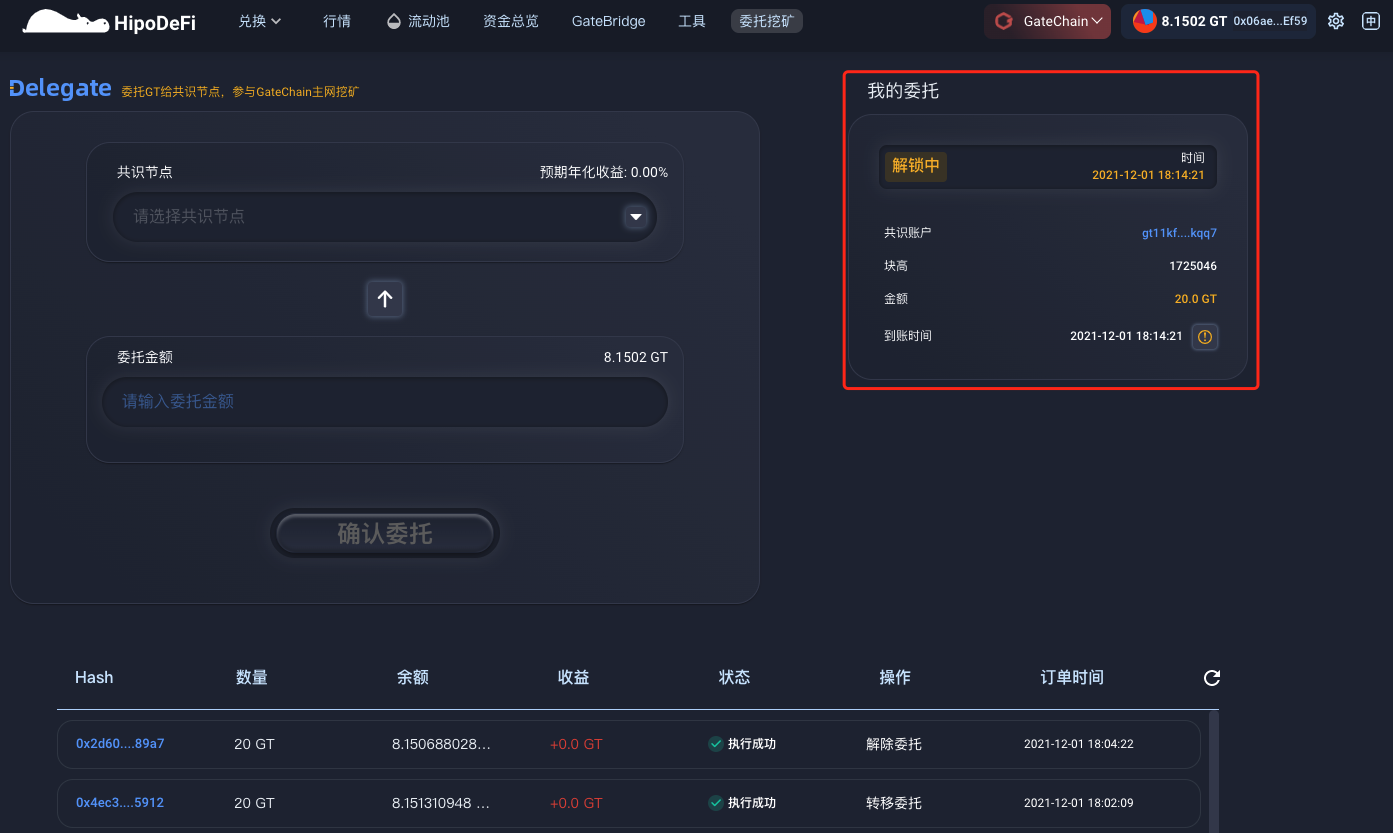 HipoDeFi 兑换 行情 流动池 资金总览 GateBridge 工具 委托挖矿 GateChain 8.1502 GT 0x06ae...Ef59 中
Delegate 委托GT给共识节点，参与GateChain主网挖矿
共识节点 预期年化收益: 0.00%
请选择共识节点
委托金额 8.1502 GT
请输入委托金额
确认委托
我的委托
解锁中 时间
2021-12-01 18:14:21
共识账户 gt11kf....kqq7
块高 1725046
金额 20.0 GT
到账时间 2021-12-01 18:14:21
Hash 数量 余额 收益 状态 操作 订单时间
0x2d60....89a7 20 GT 8.150688028... +0.0 GT 执行成功 解除委托 2021-12-01 18:04:22
0x4ec3....5912 20 GT 8.151310948 ... +0.0 GT 执行成功 转移委托 2021-12-01 18:02:09